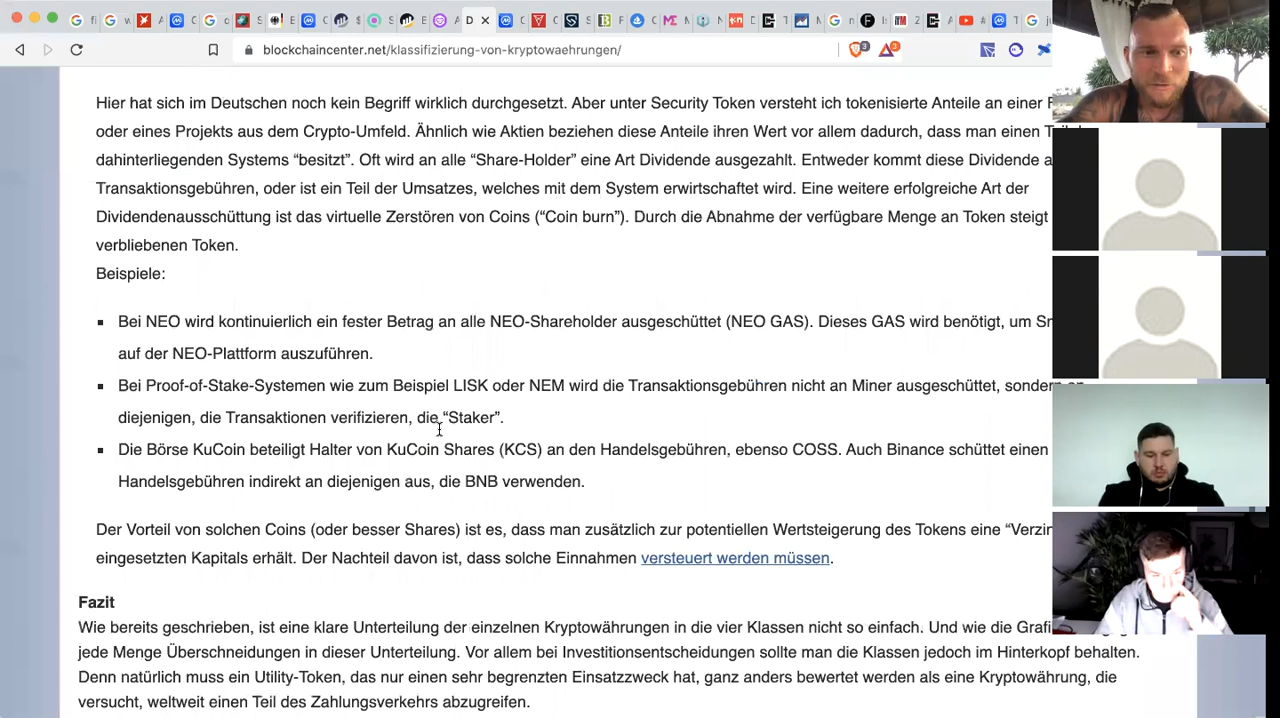 blockchaincenter.net/klassifizierung-von-kryptowaehrungen/
Hier hat sich im Deutschen noch kein Begriff wirklich durchgesetzt. Aber unter Security Token versteht ich tokenisierte Anteile an einer
oder eines Projekts aus dem Crypto-Umfeld. Ähnlich wie Aktien beziehen diese Anteile ihren Wert vor allem dadurch, dass man einen
dahinterliegenden Systems “besitzt”. Oft wird an alle “Share-Holder” eine Art Dividende ausgezahlt. Entweder kommt diese Dividende
Transaktionsgebühren, oder ist ein Teil der Umsatzes, welches mit dem System erwirtschaftet wird. Eine weitere erfolgreiche Art der
Dividendenausschüttung ist das virtuelle Zerstören von Coins (“Coin burn”). Durch die Abnahme der verfügbare Menge an Token steigt
verbliebenen Token.
Beispiele:
Bei NEO wird kontinuierlich ein fester Betrag an alle NEO-Shareholder ausgeschüttet (NEO GAS). Dieses GAS wird benötigt, um
auf der NEO-Plattform auszuführen.
Bei Proof-of-Stake-Systemen wie zum Beispiel LISK oder NEM wird die Transaktionsgebühren nicht an Miner ausgeschüttet, sondern an
diejenigen, die Transaktionen verifizieren, die “Staker”.
Die Börse KuCoin beteiligt Halter von KuCoin Shares (KCS) an den Handelsgebühren, ebenso COSS. Auch Binance schüttet einen
Handelsgebühren indirekt an diejenigen aus, die BNB verwenden.
Der Vorteil von solchen Coins (oder besser Shares) ist es, dass man zusätzlich zur potentiellen Wertsteigerung des Tokens eine
eingesetzten Kapitals erhält. Der Nachteil davon ist, dass solche Einnahmen versteuert werden müssen.
Fazit
Wie bereits geschrieben, ist eine klare Unterteilung der einzelnen Kryptowährungen in die vier Klassen nicht so einfach. Und wie die
jede Menge Überschneidungen in dieser Unterteilung. Vor allem bei Investitionsentscheidungen sollte man die Klassen jedoch im Hinterkopf behalten.
Denn natürlich muss ein Utility-Token, das nur einen sehr begrenzten Einsatzzweck hat, ganz anders bewertet werden als eine Kryptowährung, die
versucht, weltweit einen Teil des Zahlungsverkehrs abzugreifen.